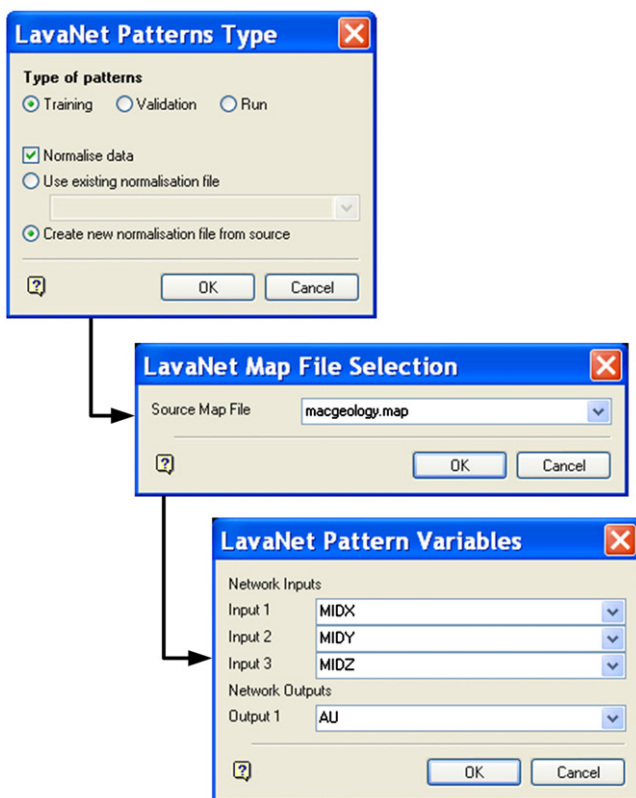 LavaNet Patterns Type
Type of patterns
Training Validation Run
Normalise data
Use existing normalisation file
Create new normalisation file from source
? OK Cancel
LavaNet Map File Selection
Source Map File macgeology.map
? OK Cancel
LavaNet Pattern Variables
Network Inputs
Input 1 MIDX
Input 2 MIDY
Input 3 MIDZ
Network Outputs
Output 1 AU
? OK Cancel